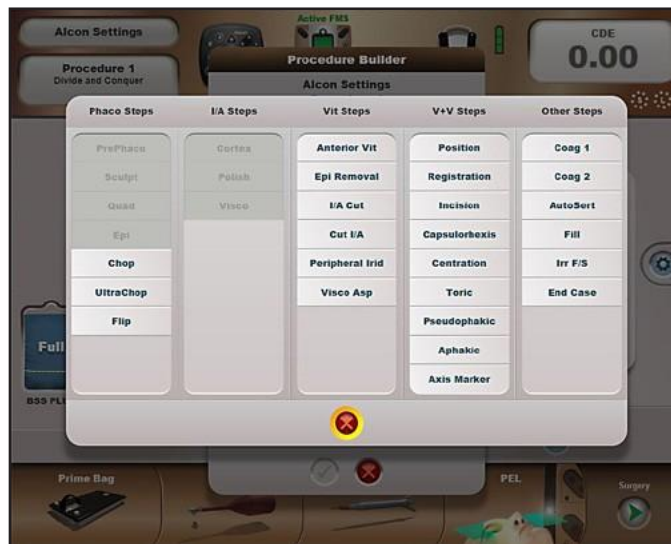 Alcon Settings
Active FMS
CDE
0.00
Procedure 1
Divide and Conquer
Procedure Builder
Alcon Settings
Phaco Steps
I/A Steps
Vit Steps
V+V Steps
Other Steps
PrePhaco
Sculpt
Quad
Epi
Chop
UltraChop
Flip
Cortex
Polish
Visco
Anterior Vit
Epi Removal
I/A Cut
Cut I/A
Peripheral Irid
Visco Asp
Position
Registration
Incision
Capsulorhexis
Centration
Toric
Pseudophakic
Aphakic
Axis Marker
Coag 1
Coag 2
AutoSert
Fill
Irr F/S
End Case
Full
BSS PL
Prime Bag
PEL
Surgery